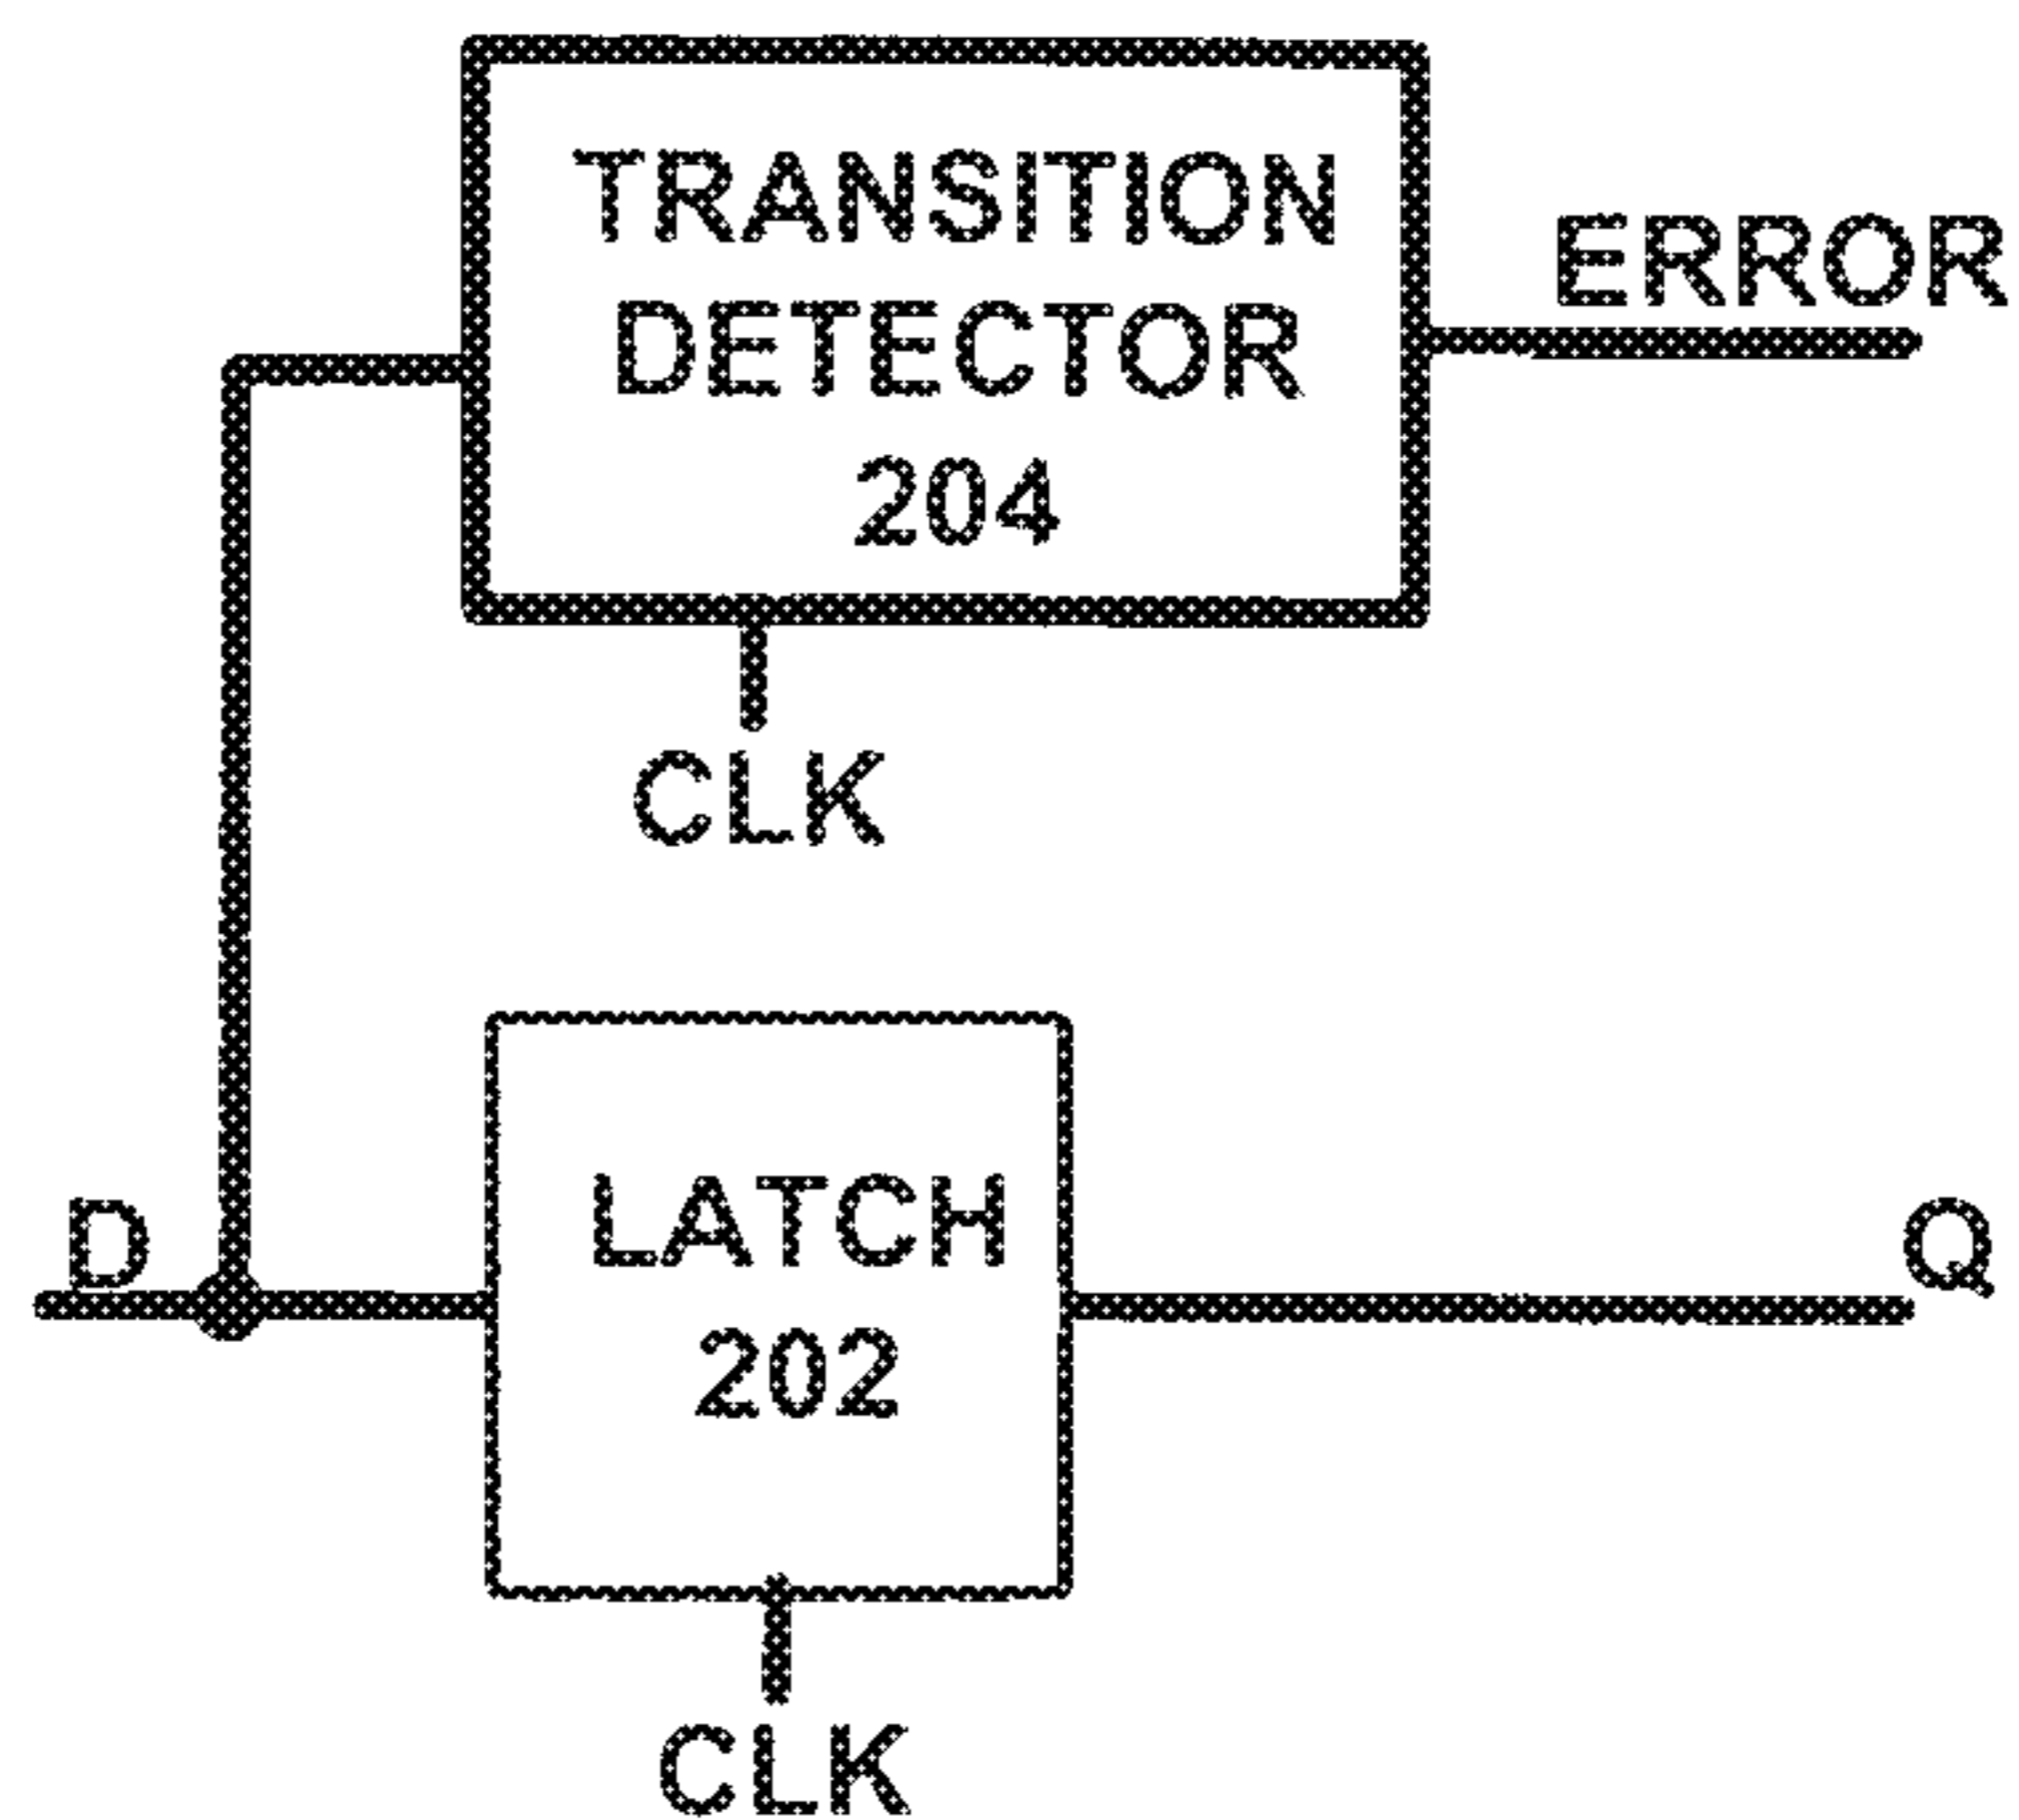 TRANSITION
DETECTOR
204
ERROR
CLK
D
LATCH
202
Q
CLK